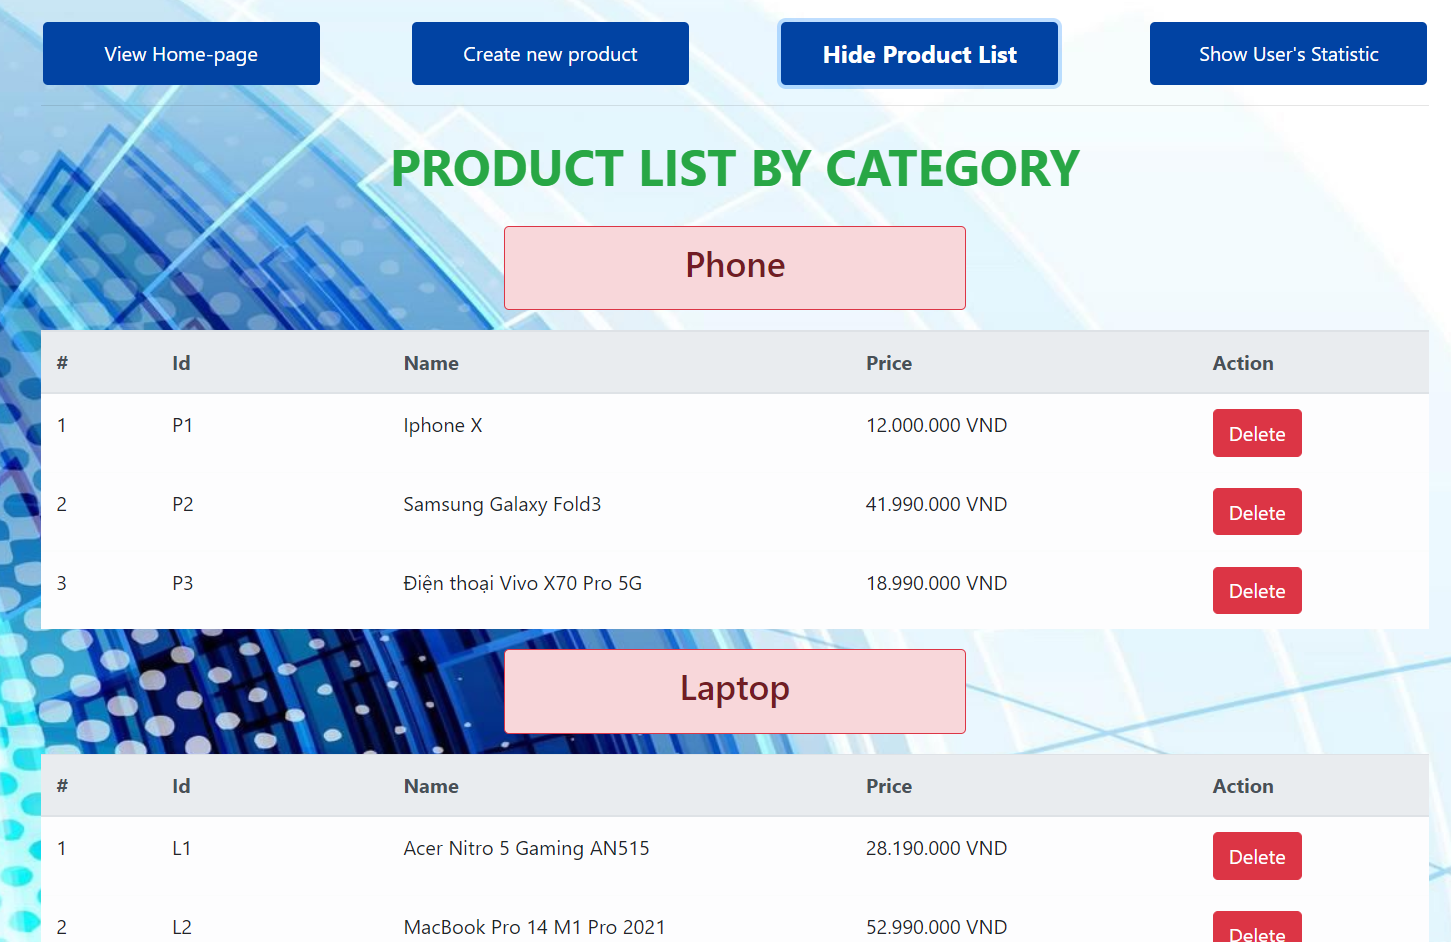 View Home-page Create new product Hide Product List Show User's Statistic
PRODUCT LIST BY CATEGORY
Phone
# Id Name Price Action
1 P1 Iphone X 12.000.000 VND Delete
2 P2 Samsung Galaxy Fold3 41.990.000 VND Delete
3 P3 Điện thoại Vivo X70 Pro 5G 18.990.000 VND Delete
Laptop
# Id Name Price Action
1 L1 Acer Nitro 5 Gaming AN515 28.190.000 VND Delete
2 L2 MacBook Pro 14 M1 Pro 2021 52.990.000 VND Delete